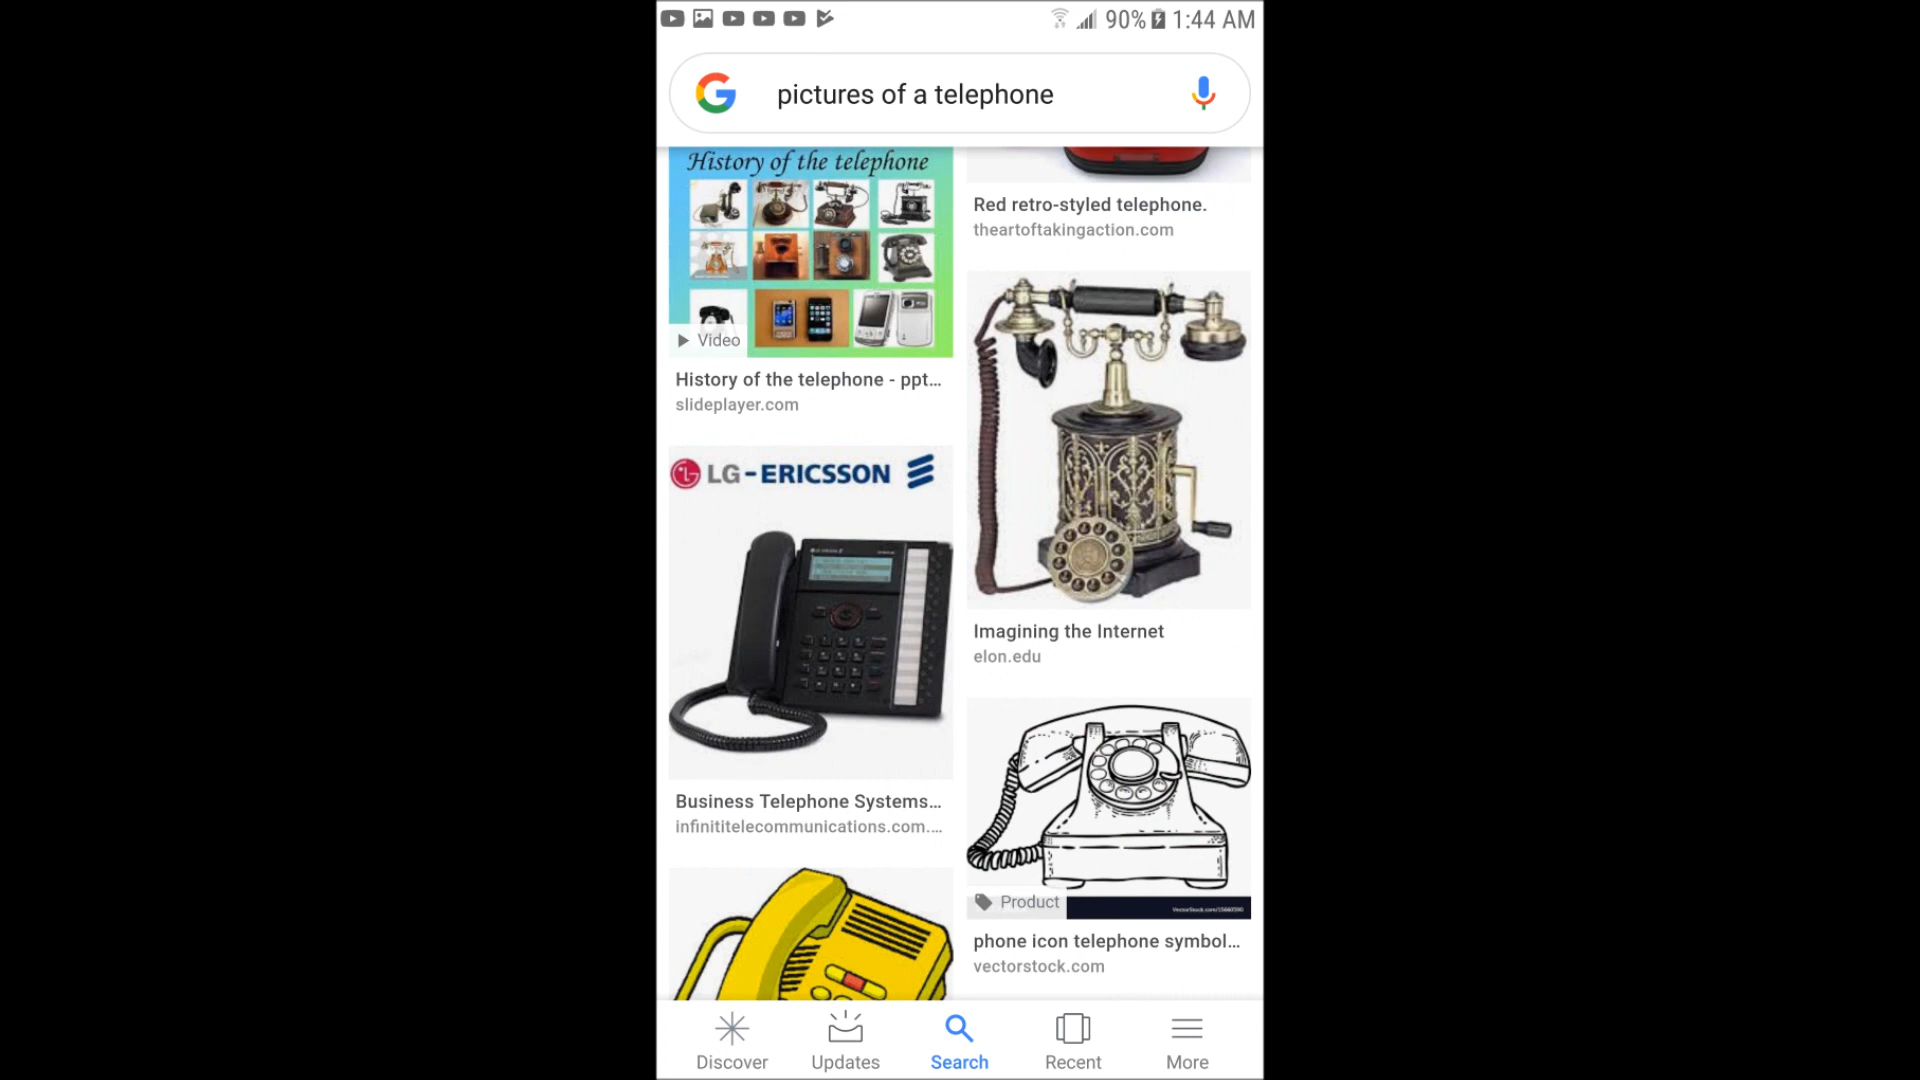 90% 1:44 AM
pictures of a telephone
History of the telephone
Video
History of the telephone - ppt...
slideplayer.com
LG-ERICSSON
Business Telephone Systems...
infinititelecommunications.com....
Red retro-styled telephone.
theartoftakingaction.com
Imagining the Internet
elon.edu
Product
phone icon telephone symbol...
vectorstock.com
Discover
Updates
Search
Recent
More